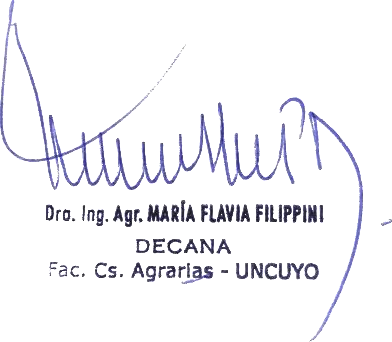 Dra. Ing. Agr. MARÍA FLAVIA FILIPPINI
DECANA
Fac. Cs. Agrarias - UNCUYO